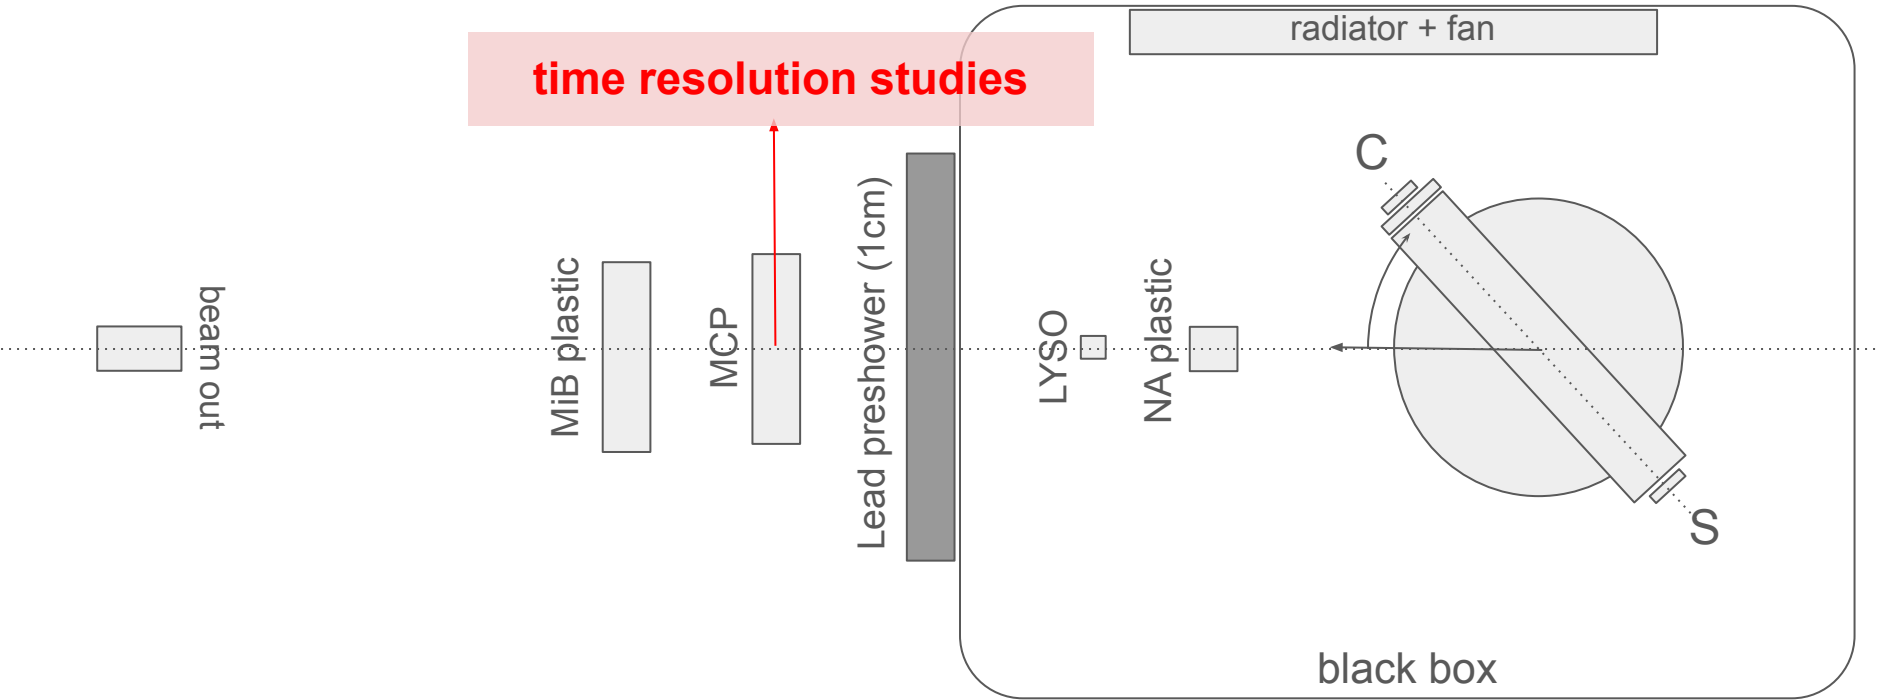 radiator + fan
time resolution studies
C
beam out
MiB plastic
MCP
Lead preshower (1cm)
LYSO
NA plastic
S
black box